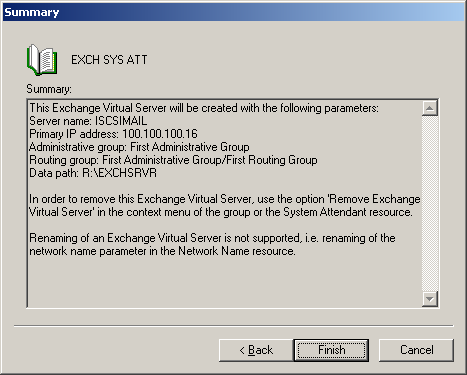 Summary
EXCH SYS ATT
Summary:
This Exchange Virtual Server will be created with the following parameters:
Server name: ISCSIMAIL
Primary IP address: 100.100.100.16
Administrative group: First Administrative Group
Routing group: First Administrative Group/First Routing Group
Data path: R:\EXCHSRVR
In order to remove this Exchange Virtual Server, use the option 'Remove Exchange
Virtual Server' in the context menu of the group or the System Attendant resource.
Renaming of an Exchange Virtual Server is not supported, i.e. renaming of the
network name parameter in the Network Name resource.
< Back
Finish
Cancel